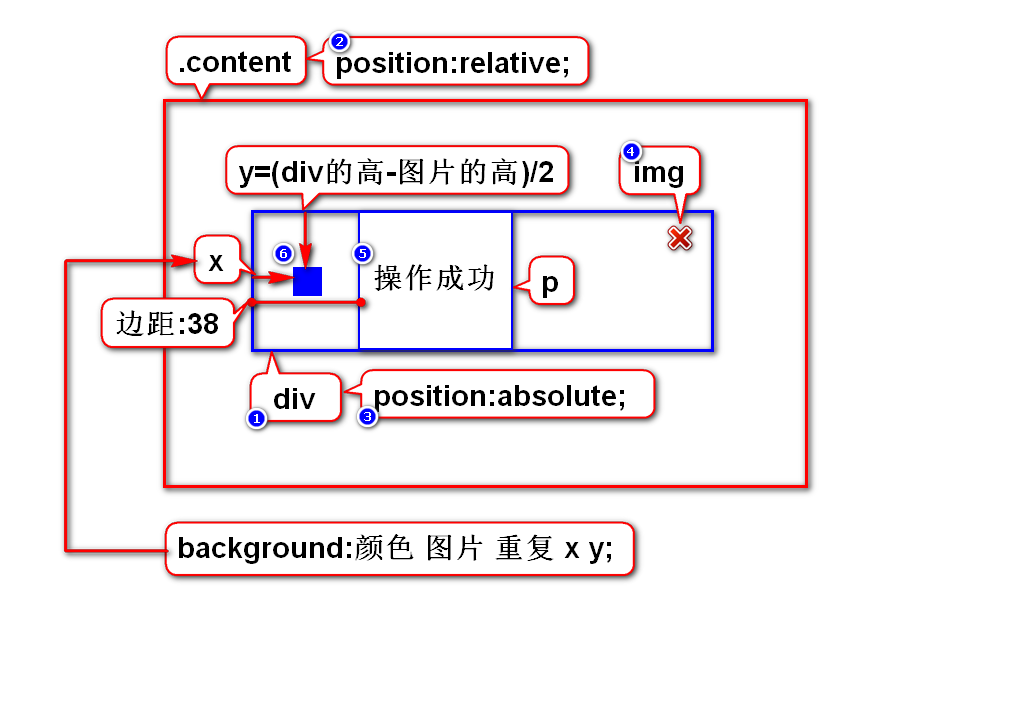 .content
2
position:relative;
y=(div的高-图片的高)/2
4
img
x
6
5
操作成功
p
边距:38
div
1
position:absolute;
3
background:颜色 图片 重复 x y;